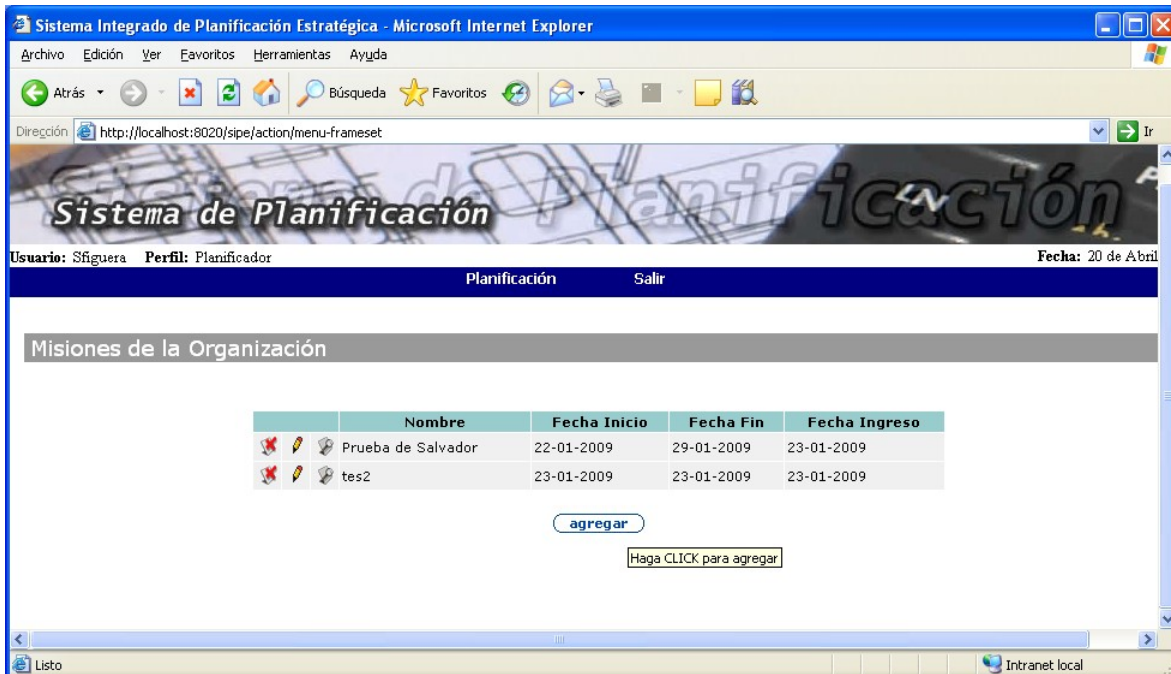 Sistema Integrado de Planificación Estratégica - Microsoft Internet Explorer
Archivo Edición Ver Favoritos Herramientas Ayuda
Atrás Búsqueda Favoritos
Dirección http://localhost:8020/sipe/action/menu-frameset Ir
Sistema de Planificación
Sistema de Planificación
Usuario: Sfiguera Perfil: Planificador Fecha: 20 de Abril
Planificación Salir
Misiones de la Organización
Nombre Fecha Inicio Fecha Fin Fecha Ingreso
Prueba de Salvador 22-01-2009 29-01-2009 23-01-2009
tes2 23-01-2009 23-01-2009 23-01-2009
agregar
Haga CLICK para agregar
Listo Intranet local